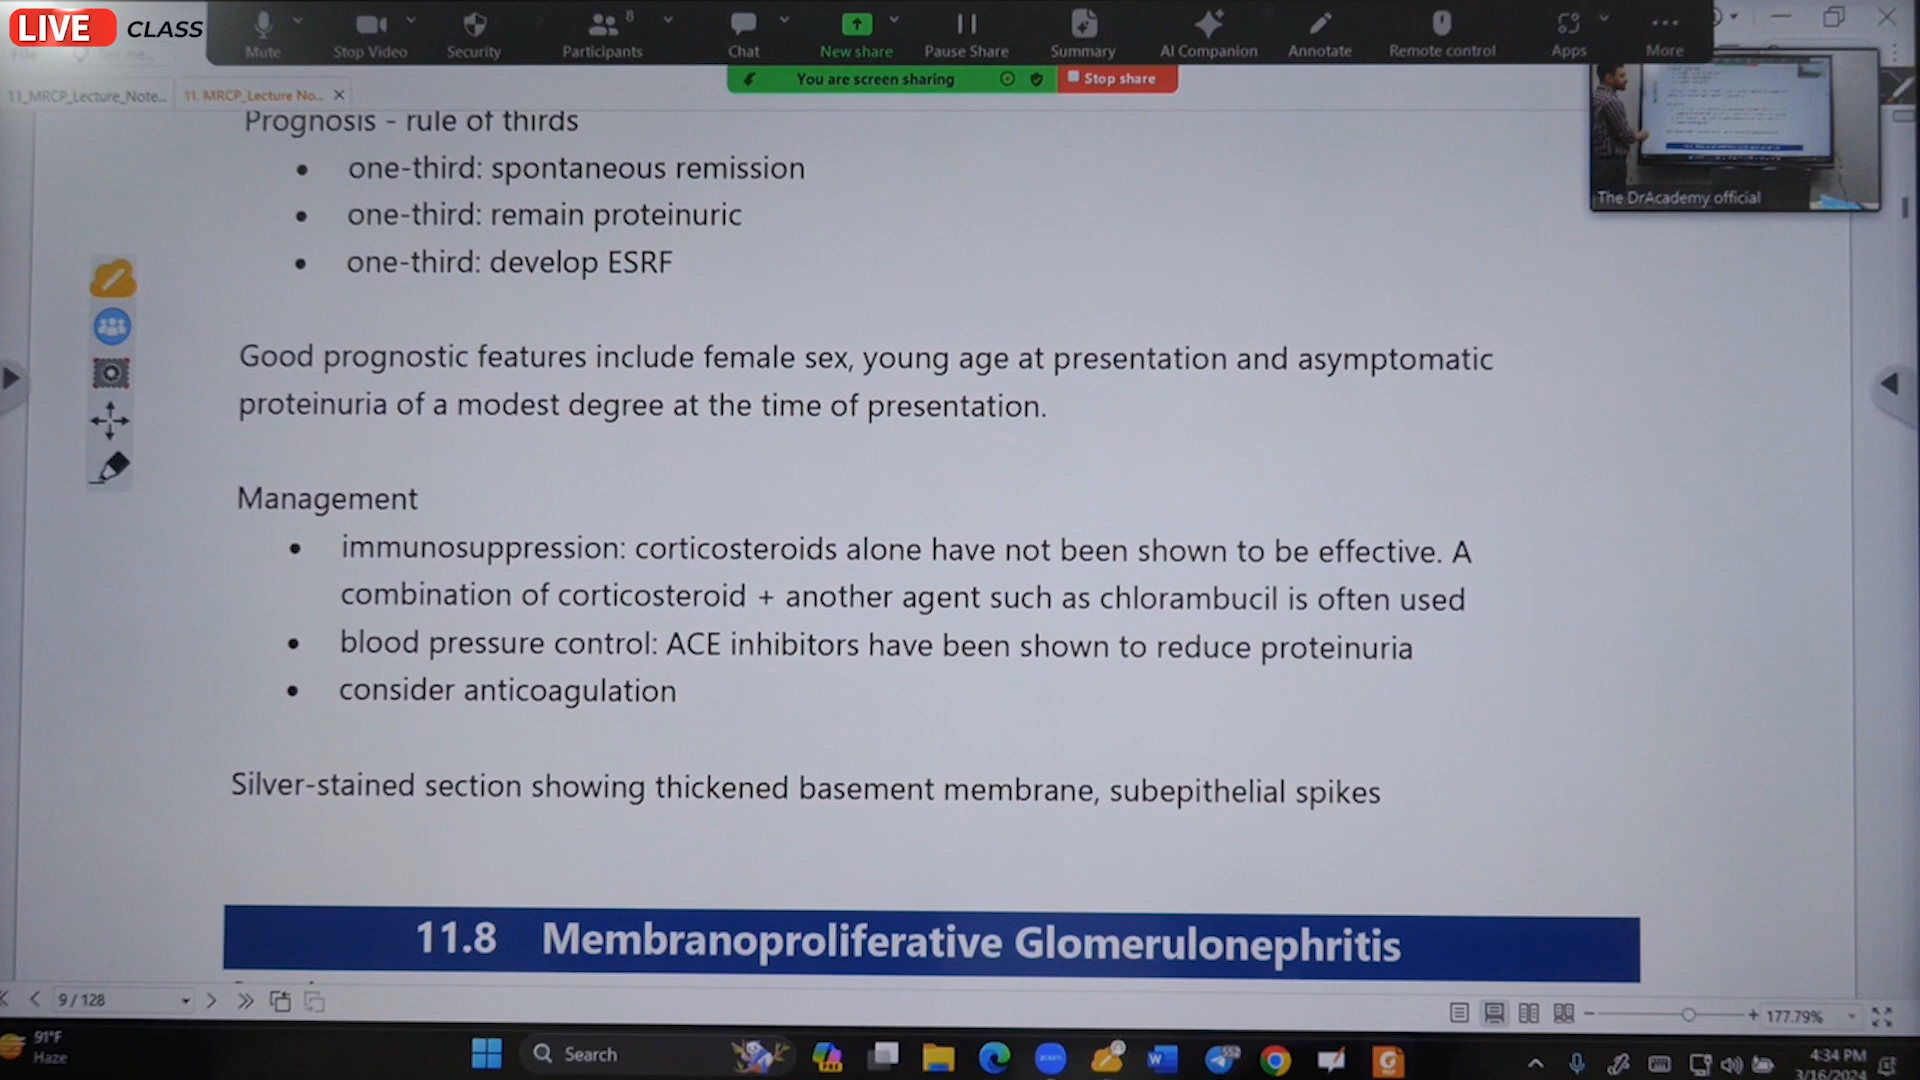 LIVE CLASS
Mute
Stop Video
Security
Participants
8
Chat
New share
Pause Share
Summary
AI Companion
Annotate
Remote control
Apps
More
You are screen sharing
Stop share
11_MRCP_Lecture_Note...
11. MRCP_Lecture No...
The DrAcademy official
Prognosis - rule of thirds
• one-third: spontaneous remission
• one-third: remain proteinuric
• one-third: develop ESRF
Good prognostic features include female sex, young age at presentation and asymptomatic
proteinuria of a modest degree at the time of presentation.
Management
• immunosuppression: corticosteroids alone have not been shown to be effective. A
combination of corticosteroid + another agent such as chlorambucil is often used
• blood pressure control: ACE inhibitors have been shown to reduce proteinuria
• consider anticoagulation
Silver-stained section showing thickened basement membrane, subepithelial spikes
11.8 Membranoproliferative Glomerulonephritis
9 / 128
177.79%
91°F
Haze
Search
zoom
552
4:34 PM
3/16/2024